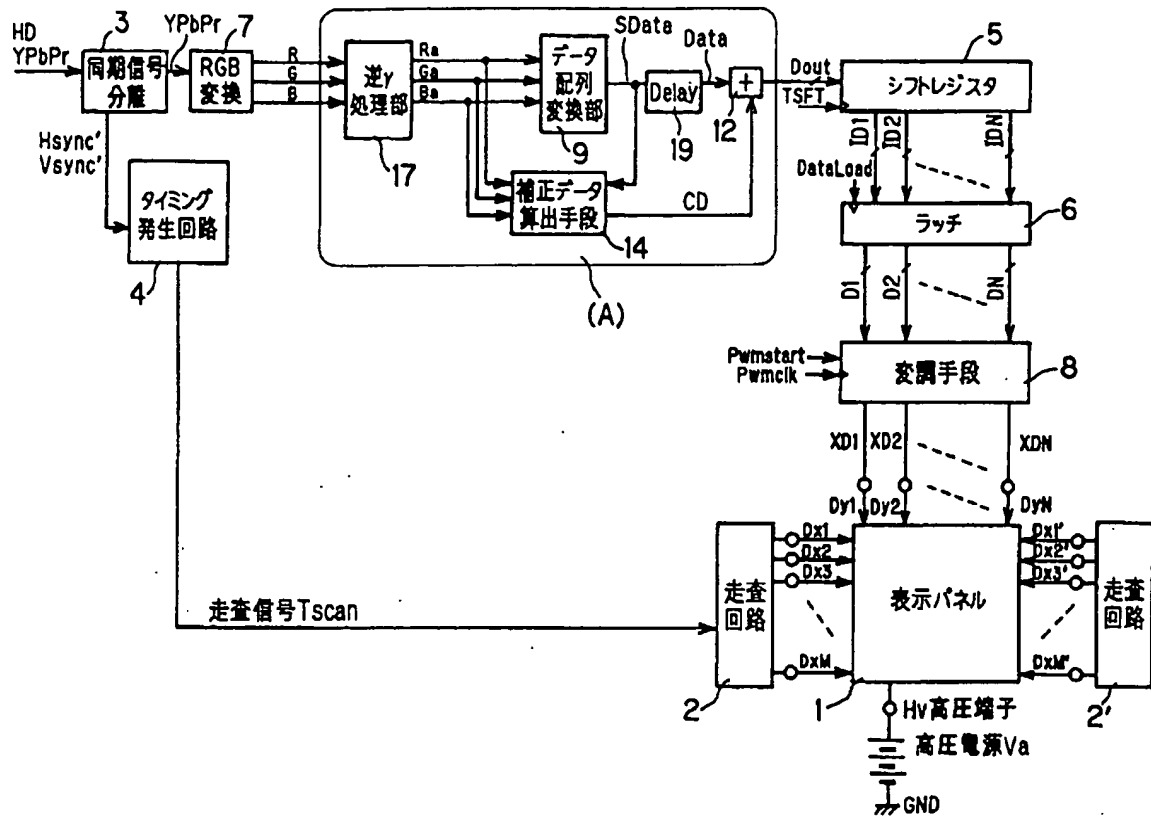 HD
YPbPr
3
同期信号
分離
YPbPr
7
RGB
変換
R
G
B
逆γ
処理部
17
Ra
Ga
Ba
データ
配列
変換部
9
SData
Delay
19
Data
+
12
補正データ
算出手段
14
CD
(A)
Dout
TSFT
シフトレジスタ
5
ID1
ID2
IDN
DataLoad
ラッチ
6
D1
D2
DN
Pwmstart
Pwmclk
変調手段
8
XD1
XD2
XDN
Dy1
Dy2
DyN
Hsync'
Vsync'
タイミング
発生回路
4
走査信号Tscan
走査
回路
2
Dx1
Dx2
Dx3
DxM
表示パネル
1
Dx1'
Dx2'
Dx3'
DxM'
走査
回路
2'
Hv高圧端子
高圧電源Va
GND